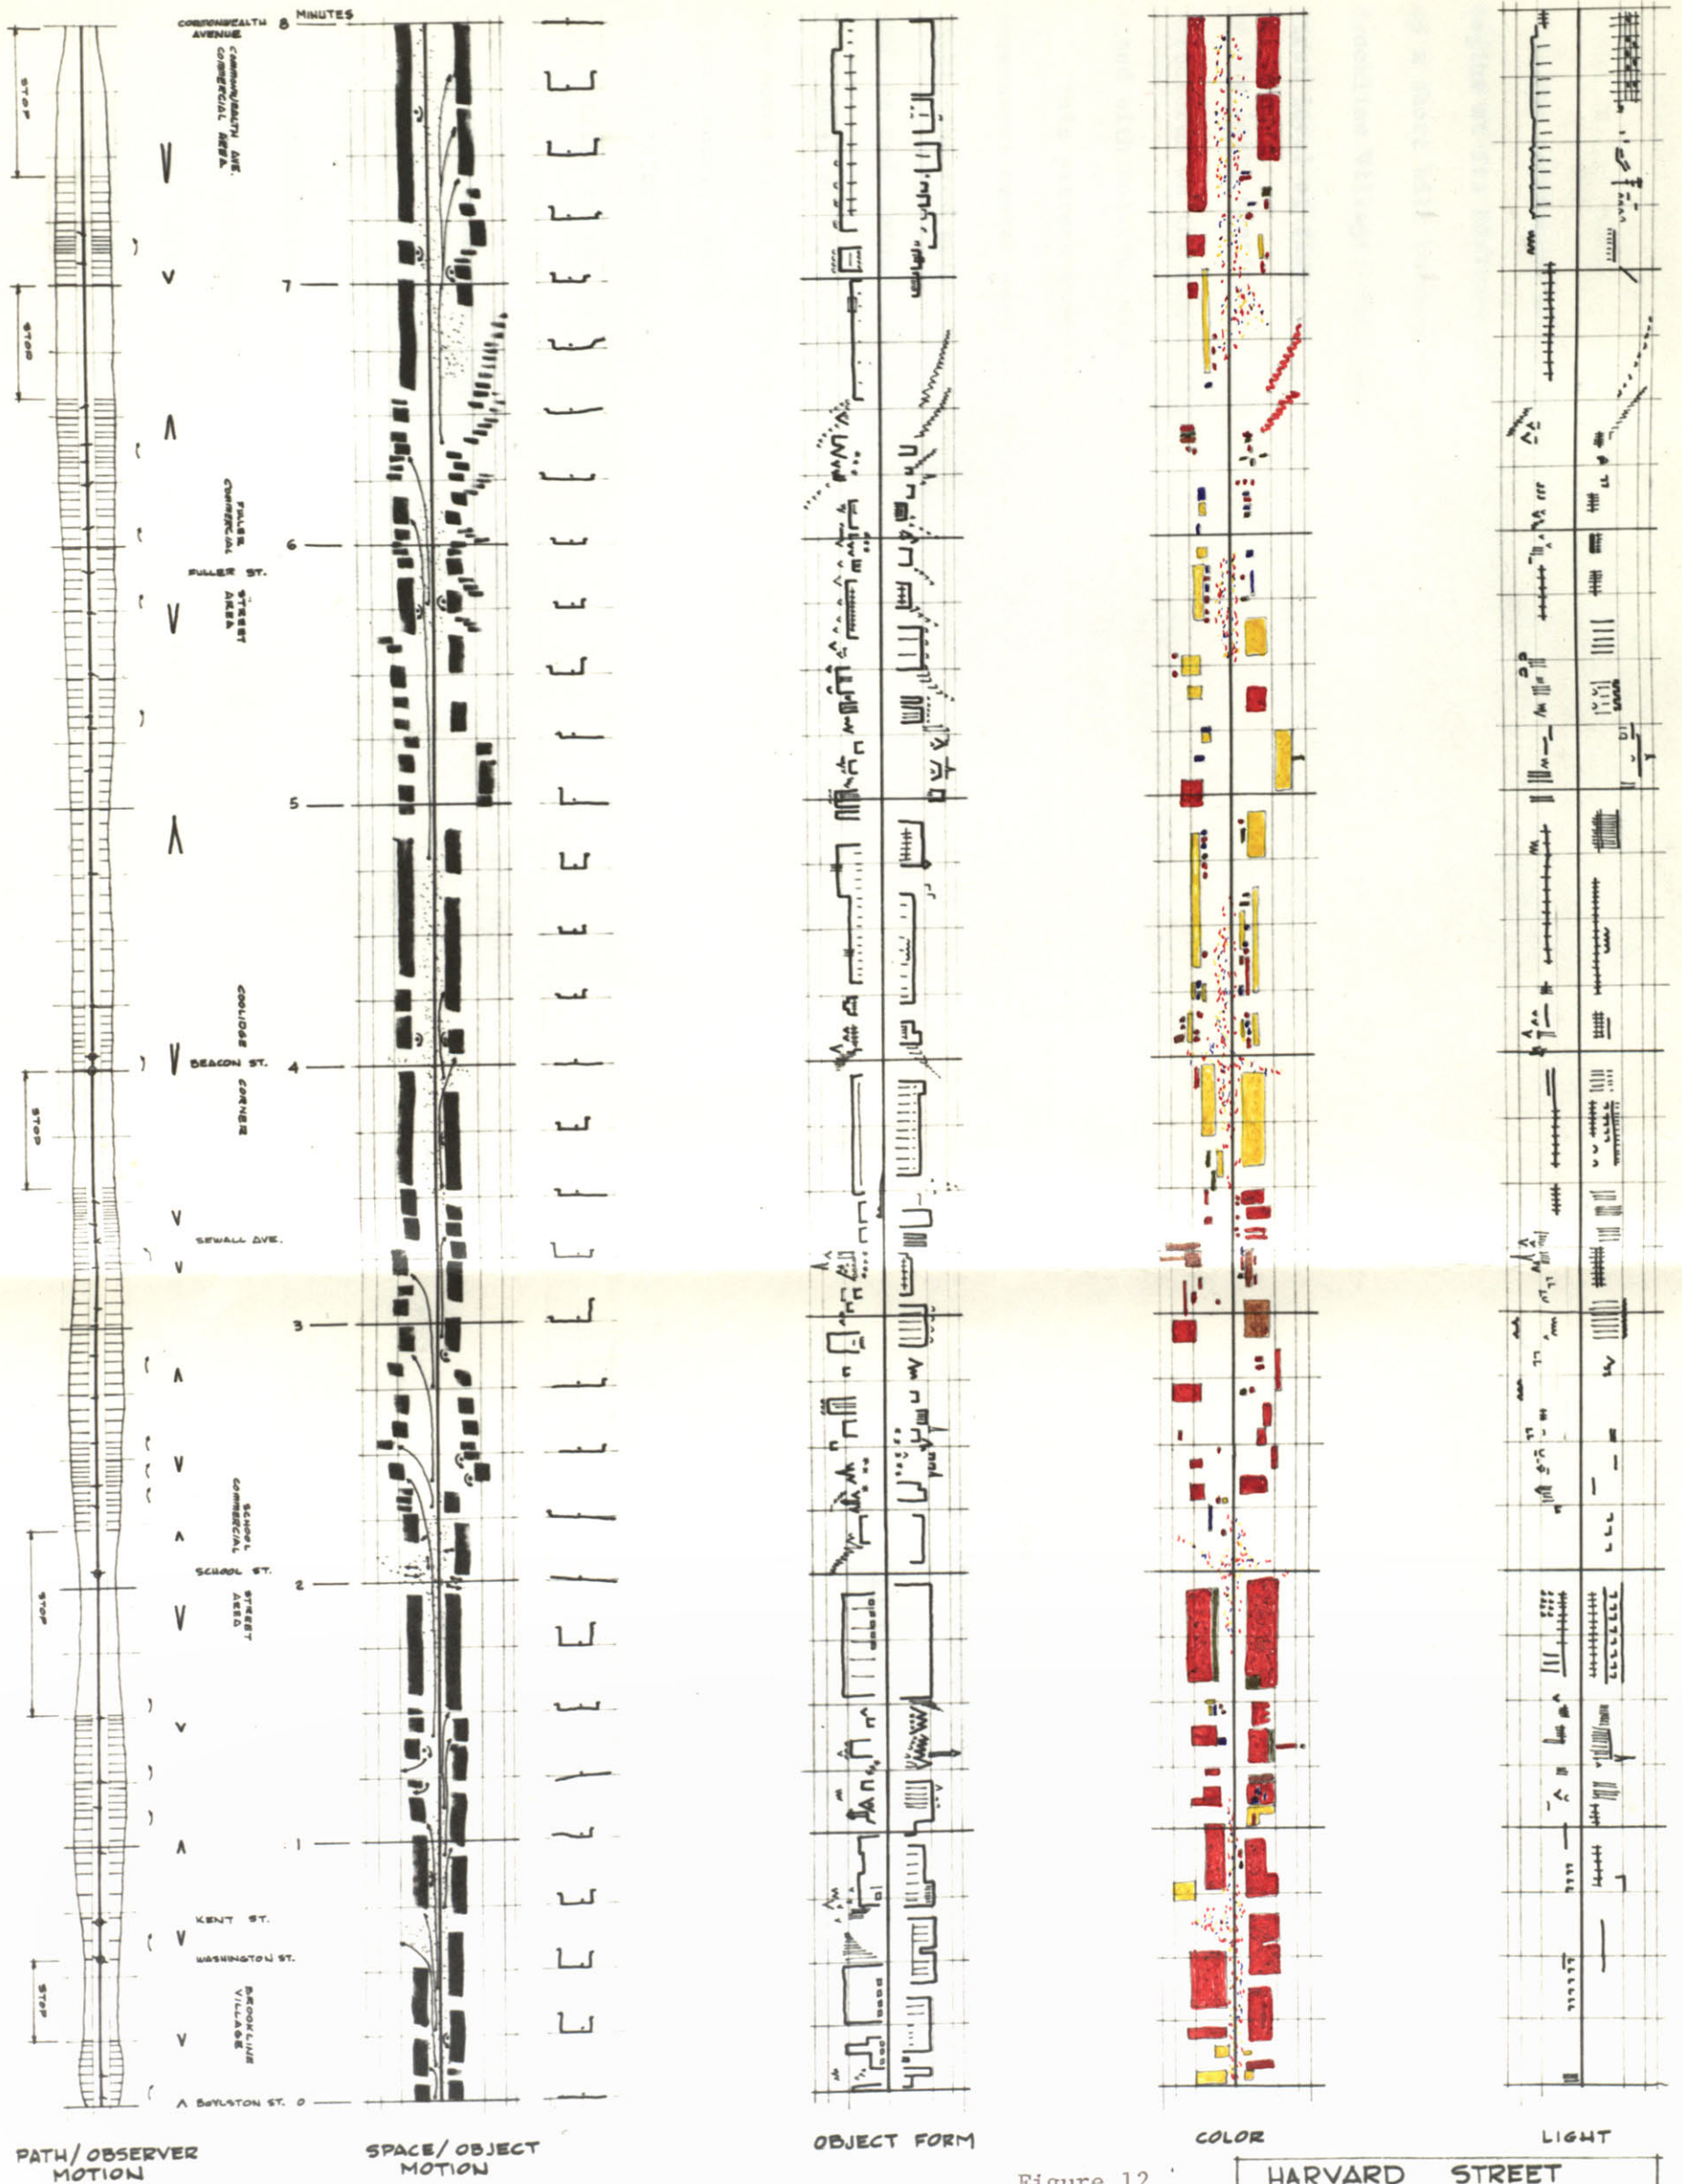 COMMONWEALTH
AVENUE
8 MINUTES
COMMONWEALTH AVE.
COMMERCIAL AREA
STOP
7
STOP
FULLER
COMMERCIAL
6
FULLER ST.
STREET
AREA
5
COOLIDGE
BEACON ST.
4
CORNER
STOP
SEWALL AVE.
3
SCHOOL
COMMERCIAL
SCHOOL ST.
2
STREET
AREA
STOP
1
KENT ST.
WASHINGTON ST.
BROOKLINE
VILLAGE
STOP
BOYLSTON ST. 0
PATH/OBSERVER
MOTION
SPACE/OBJECT
MOTION
OBJECT FORM
COLOR
LIGHT
Figure 12
HARVARD STREET